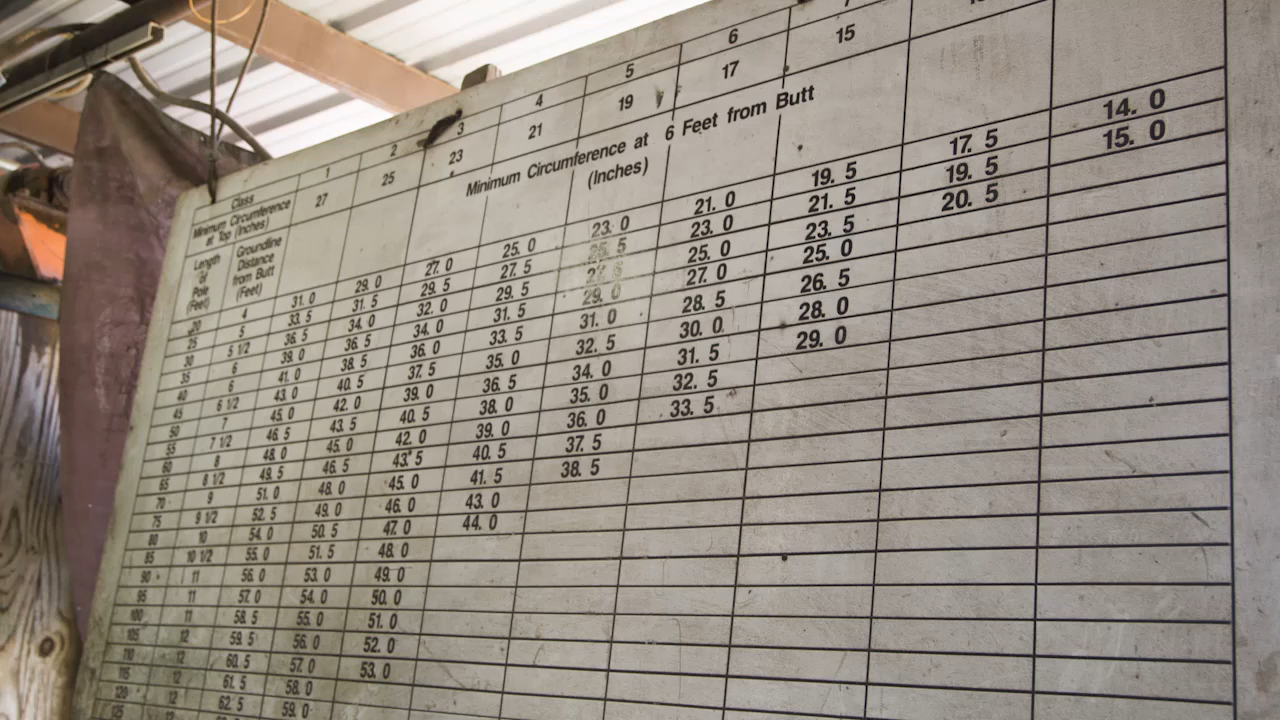 Class 1 2 3 4 5 6 7
Minimum Circumference at Top (Inches) 27 25 23 21 19 17 15
Length of Pole (Feet) Groundline Distance from Butt (Feet) Minimum Circumference at 6 Feet from Butt (Inches)
20 4 31.0 29.0 27.0 25.0 23.0 21.0 19.5 17.5 14.0
25 5 33.5 31.5 29.5 27.5 25.5 23.0 21.5 19.5 15.0
30 5 1/2 36.5 34.0 32.0 29.5 27.5 25.0 23.5 20.5
35 6 39.0 36.5 34.0 31.5 29.0 27.0 25.0
40 6 41.0 38.5 36.0 33.5 31.0 28.5 26.5
45 6 1/2 43.0 40.5 37.5 35.0 32.5 30.0 28.0
50 7 45.0 42.0 39.0 36.5 34.0 31.5 29.0
55 7 1/2 46.5 43.5 40.5 38.0 35.0 32.5
60 8 48.0 45.0 42.0 39.0 36.0 33.5
65 8 1/2 49.5 46.5 43.5 40.5 37.5
70 9 51.0 48.0 45.0 41.5 38.5
75 9 1/2 52.5 49.0 46.0 43.0
80 10 54.0 50.5 47.0 44.0
85 10 1/2 55.0 51.5 48.0
90 11 56.0 53.0 49.0
95 11 57.0 54.0 50.0
100 11 58.5 55.0 51.0
105 12 59.5 56.0 52.0
110 12 60.5 57.0 53.0
115 12 61.5 58.0
120 12 62.5 59.0
125 12